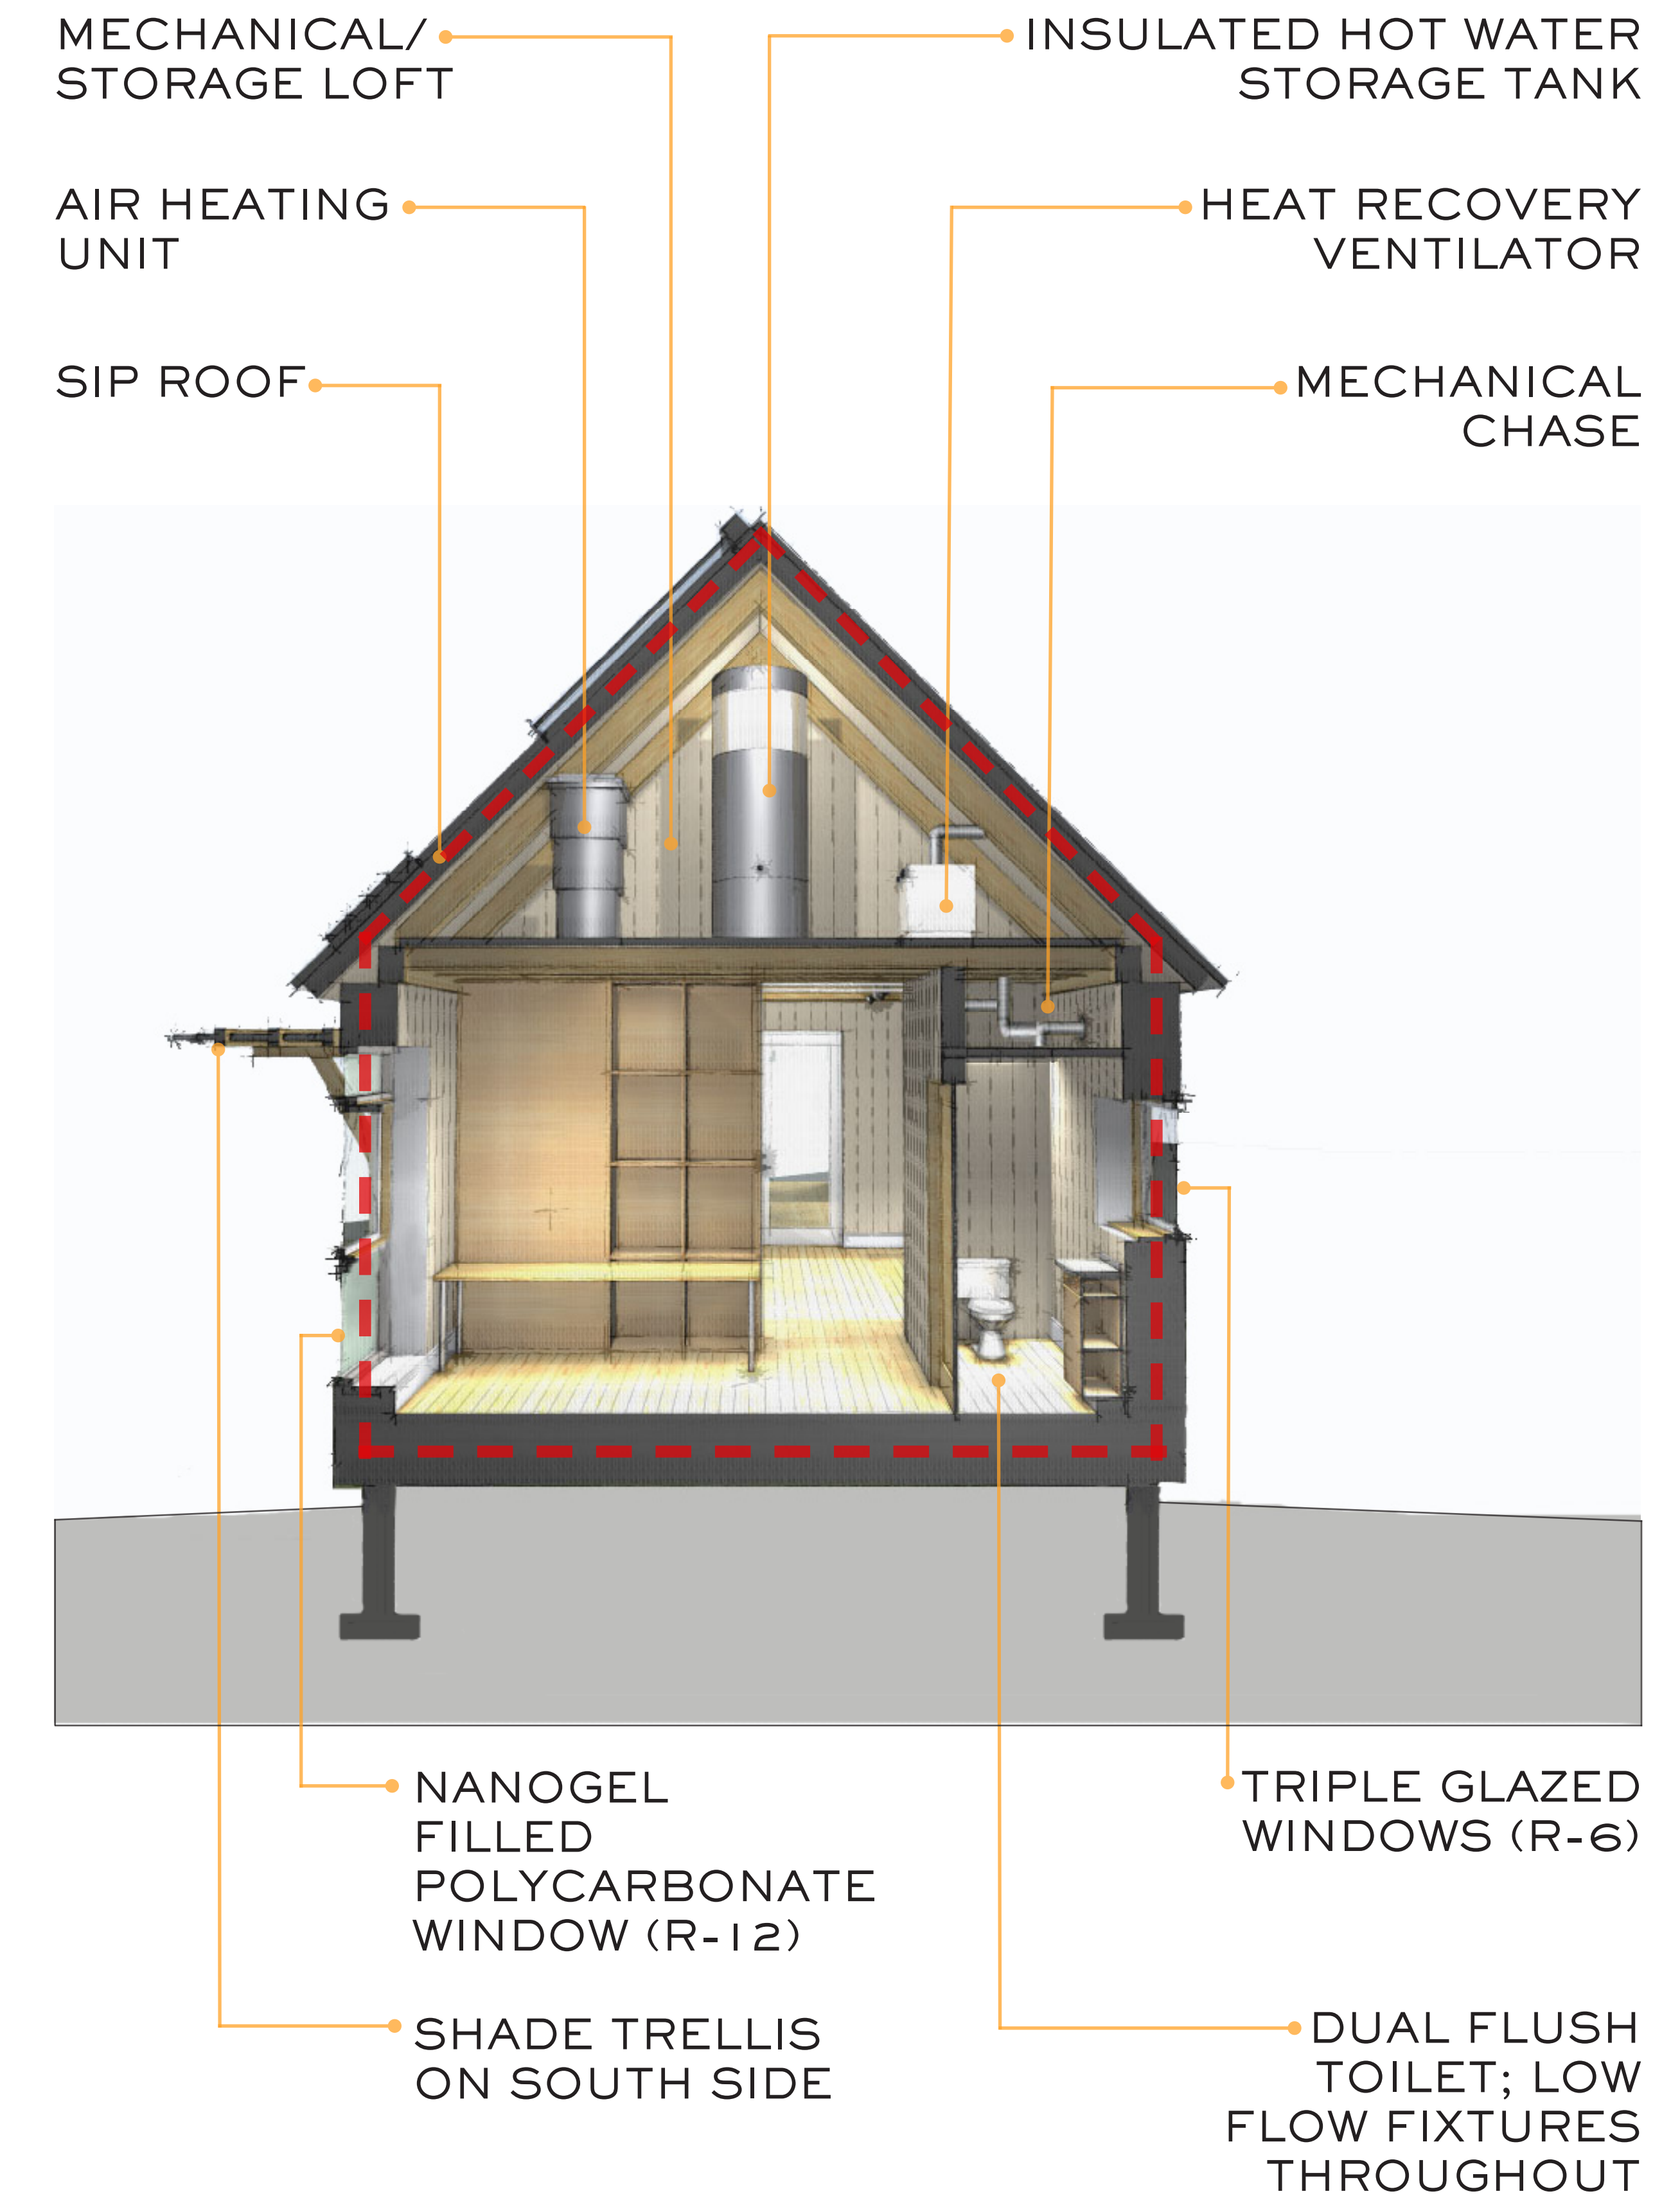 MECHANICAL/
STORAGE LOFT
INSULATED HOT WATER
STORAGE TANK
AIR HEATING
UNIT
HEAT RECOVERY
VENTILATOR
SIP ROOF
MECHANICAL
CHASE
NANOGEL
FILLED
POLYCARBONATE
WINDOW (R-12)
TRIPLE GLAZED
WINDOWS (R-6)
SHADE TRELLIS
ON SOUTH SIDE
DUAL FLUSH
TOILET; LOW
FLOW FIXTURES
THROUGHOUT